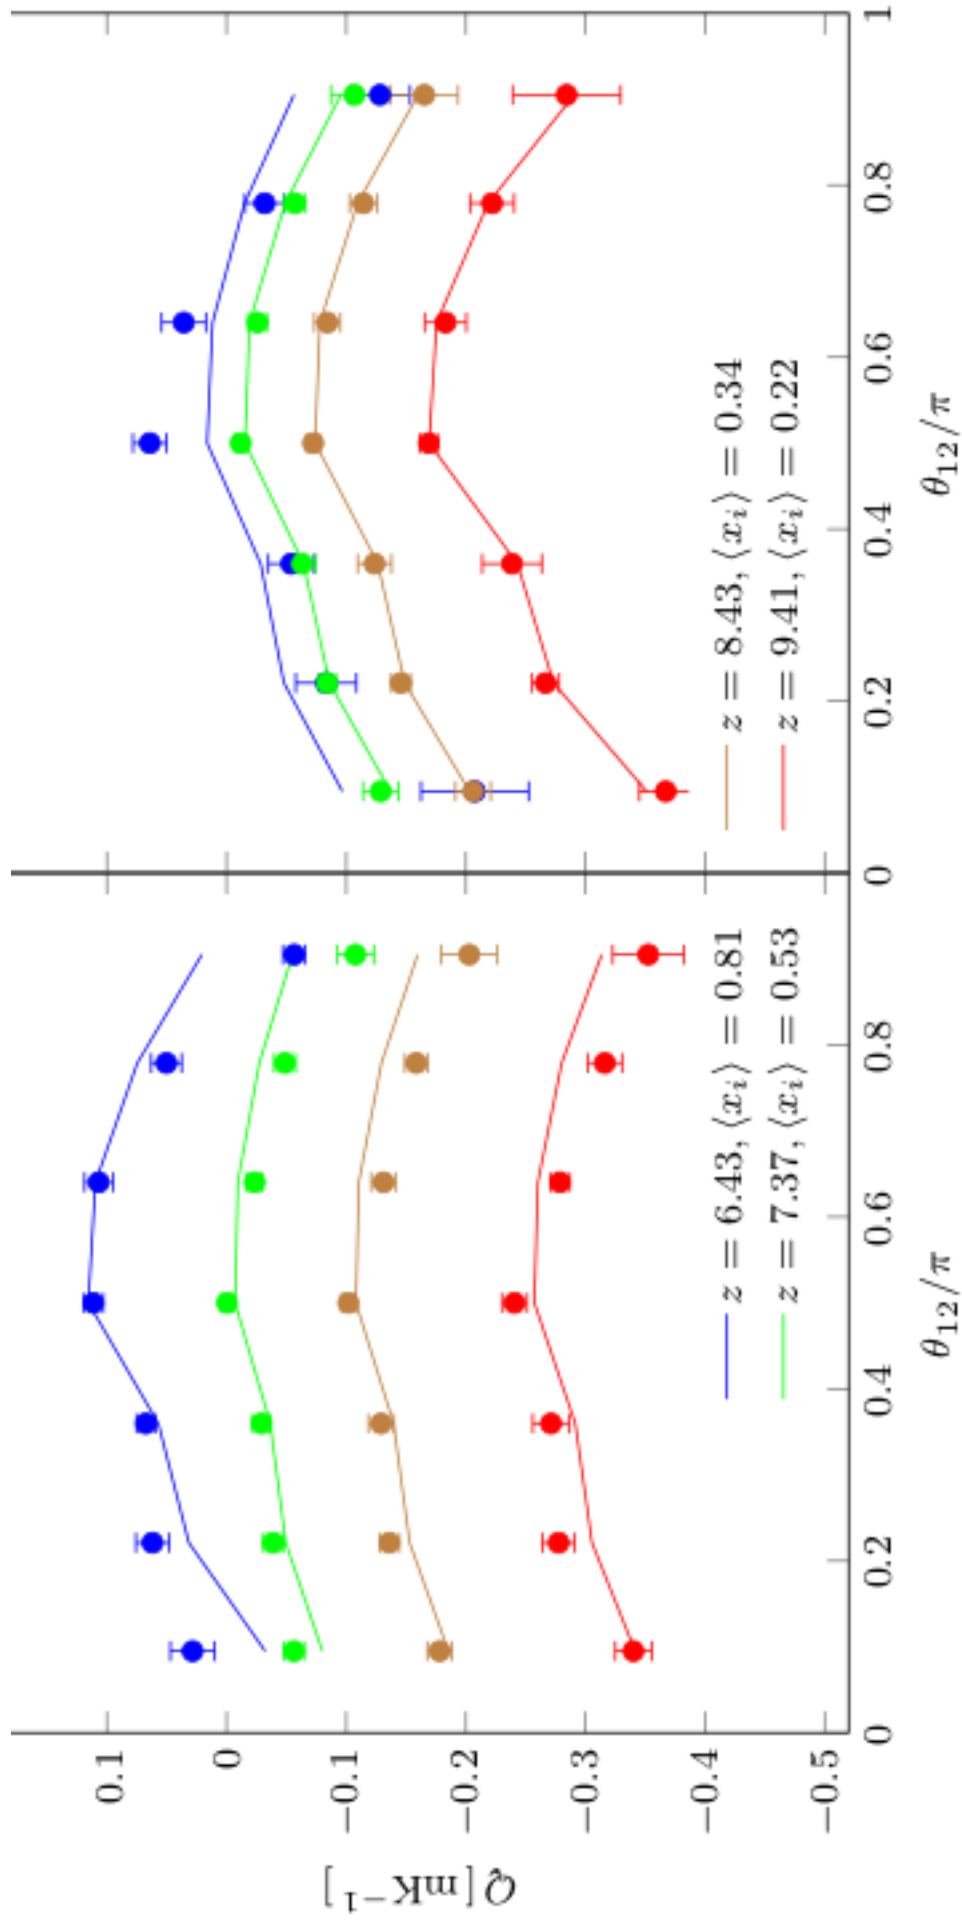 Q[mK⁻¹]
0.1
0
−0.1
−0.2
−0.3
−0.4
−0.5
0 0.2 0.4 0.6 0.8 0 0.2 0.4 0.6 0.8 1
θ₁₂/π θ₁₂/π
z = 6.43, ⟨xᵢ⟩ = 0.81
z = 7.37, ⟨xᵢ⟩ = 0.53
z = 8.43, ⟨xᵢ⟩ = 0.34
z = 9.41, ⟨xᵢ⟩ = 0.22